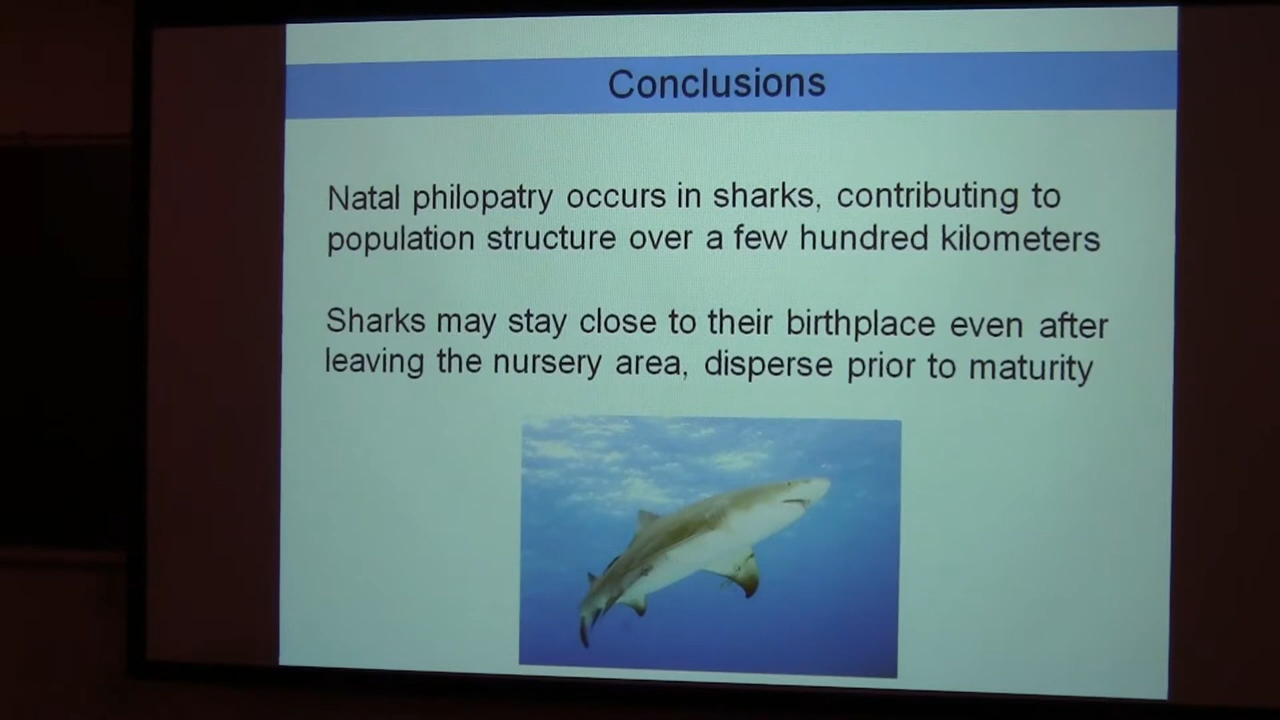 Conclusions
Natal philopatry occurs in sharks, contributing to
population structure over a few hundred kilometers
Sharks may stay close to their birthplace even after
leaving the nursery area, disperse prior to maturity